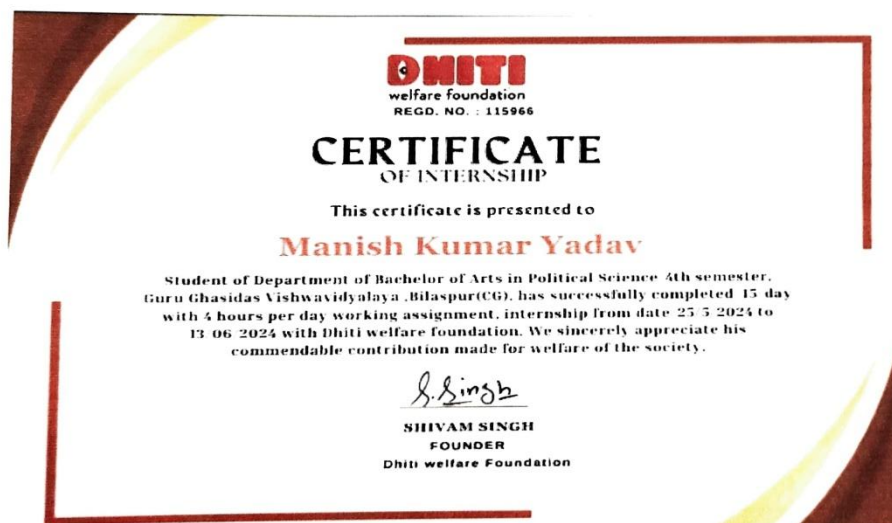 DHITI
welfare foundation
REGD. NO. : 115966
CERTIFICATE
OF INTERNSHIP
This certificate is presented to
Manish Kumar Yadav
Student of Department of Bachelor of Arts in Political Science 4th semester,
Guru Ghasidas Vishwavidyalaya ,Bilaspur(CG), has successfully completed 15 day
with 4 hours per day working assignment, internship from date 25-5-2024 to
13-06-2024 with Dhiti welfare foundation. We sincerely appreciate his
commendable contribution made for welfare of the society.
S. Singh
SHIVAM SINGH
FOUNDER
Dhiti welfare Foundation